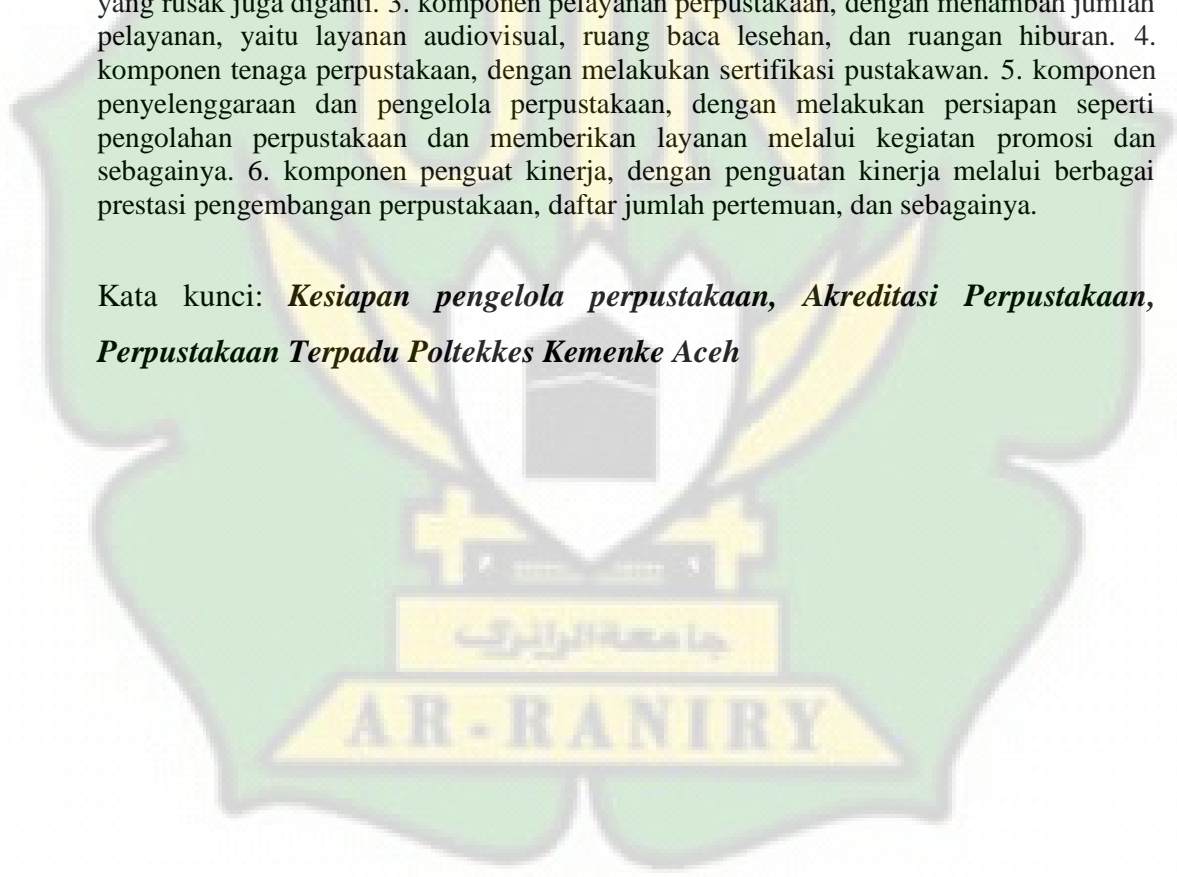 yang rusak juga diganti. 3. komponen pelayanan perpustakaan, dengan menambah jumlah
pelayanan, yaitu layanan audiovisual, ruang baca lesehan, dan ruangan hiburan. 4.
komponen tenaga perpustakaan, dengan melakukan sertifikasi pustakawan. 5. komponen
penyelenggaraan dan pengelola perpustakaan, dengan melakukan persiapan seperti
pengolahan perpustakaan dan memberikan layanan melalui kegiatan promosi dan
sebagainya. 6. komponen penguat kinerja, dengan penguatan kinerja melalui berbagai
prestasi pengembangan perpustakaan, daftar jumlah pertemuan, dan sebagainya.
Kata kunci: Kesiapan pengelola perpustakaan, Akreditasi Perpustakaan,
Perpustakaan Terpadu Poltekkes Kemenke Aceh
UIN
جامعة الرانري
AR-RANIRY